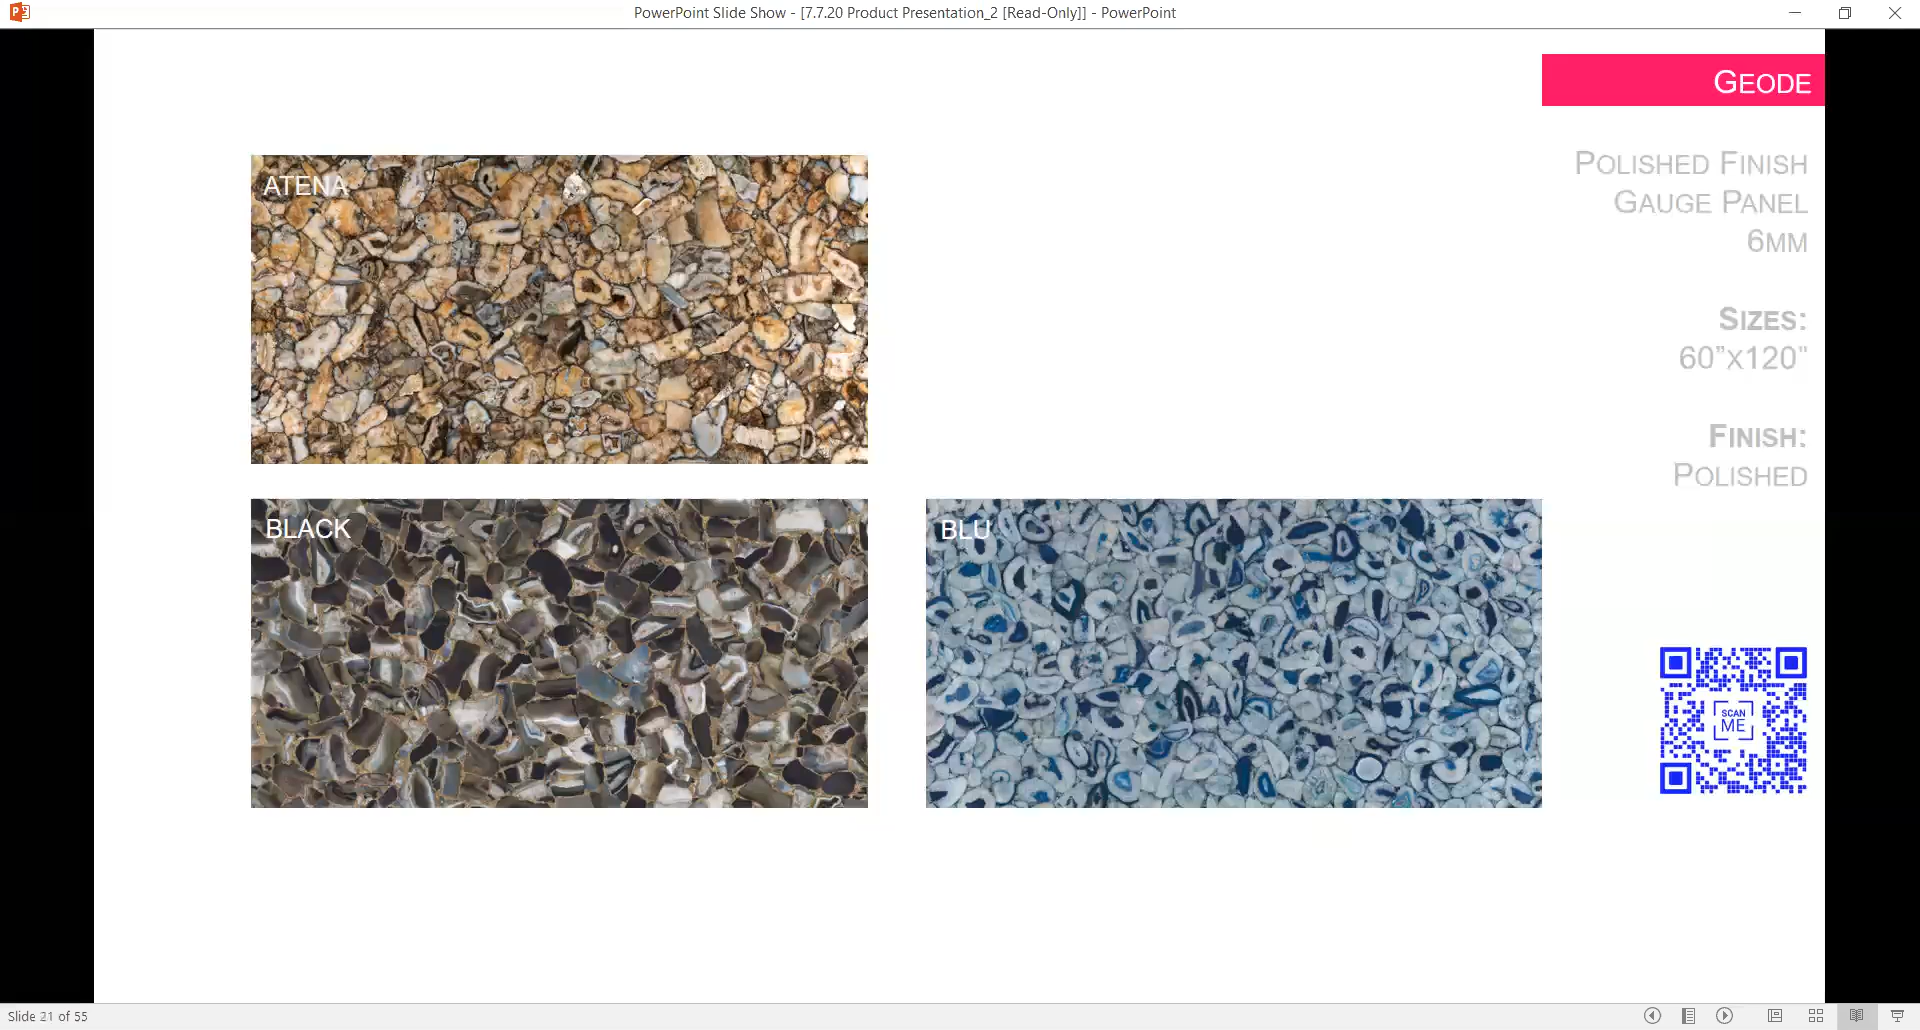 PowerPoint Slide Show - [7.7.20 Product Presentation_2 [Read-Only]] - PowerPoint
GEODE
ATENA
POLISHED FINISH
GAUGE PANEL
6MM
SIZES:
60”X120"
FINISH:
POLISHED
BLACK
BLU
SCAN
ME
Slide 21 of 55